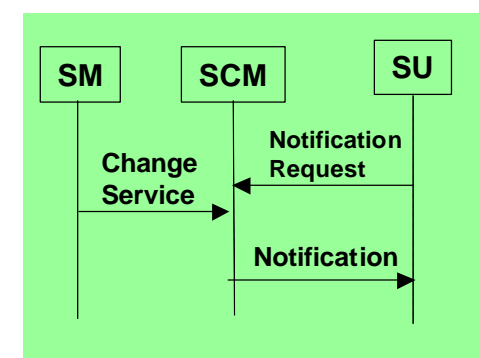 SM
SCM
SU
Notification
Request
Change
Service
Notification